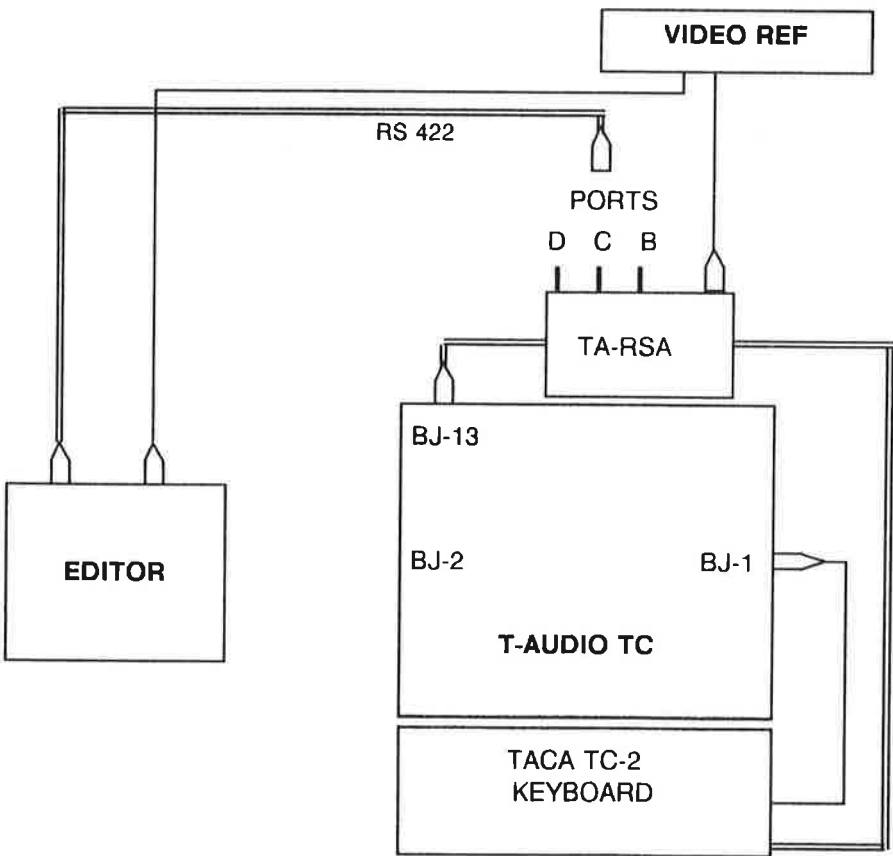 VIDEO REF
RS 422
PORTS
D C B
TA-RSA
BJ-13
EDITOR
BJ-2
BJ-1
T-AUDIO TC
TACA TC-2
KEYBOARD